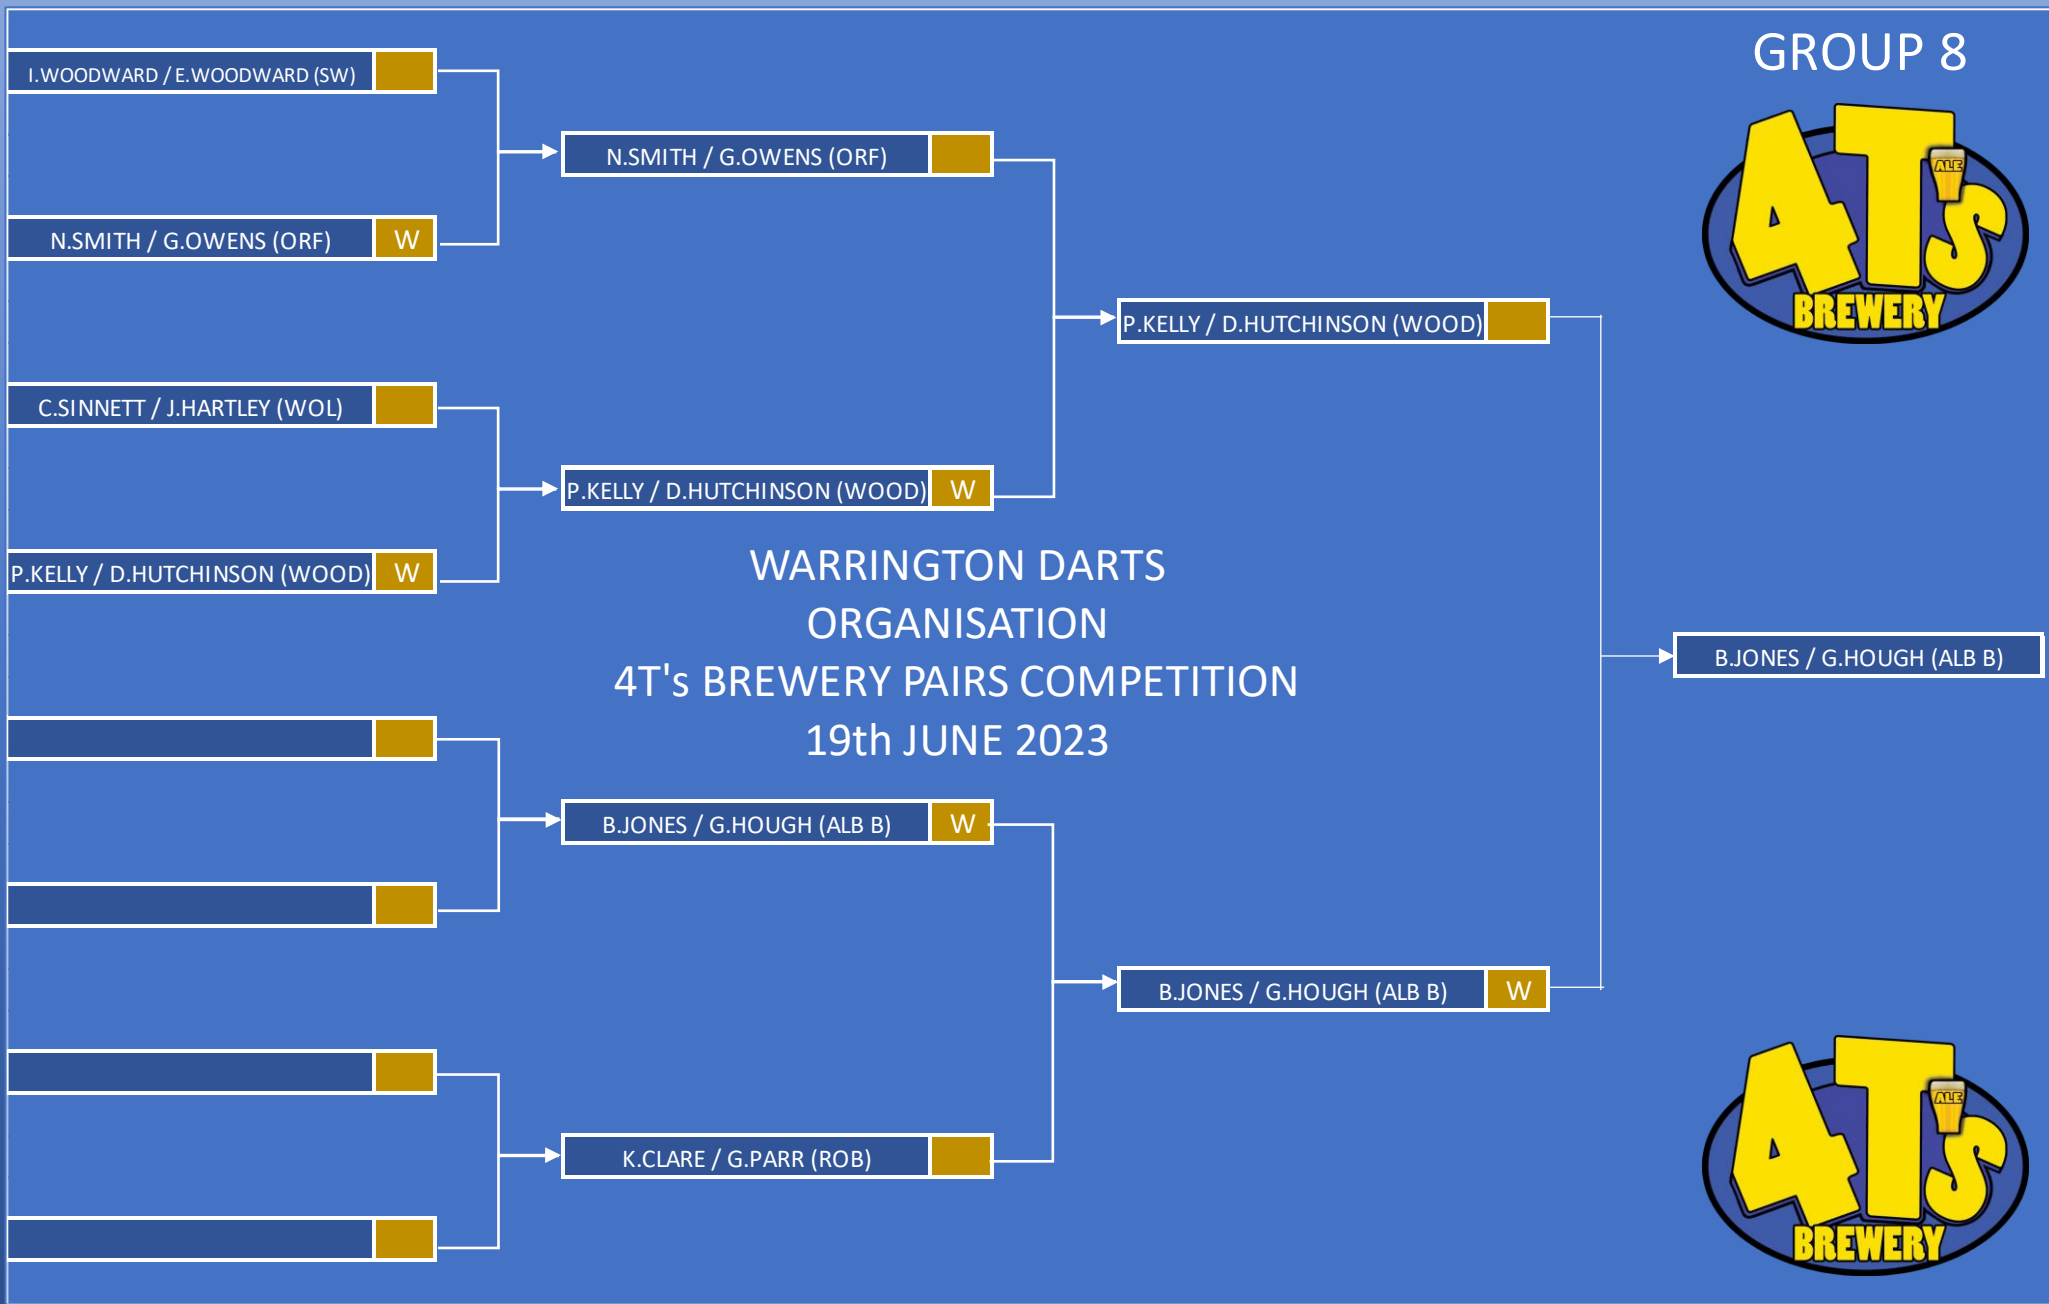 GROUP 8
4T's
ALE
BREWERY
I.WOODWARD / E.WOODWARD (SW)
N.SMITH / G.OWENS (ORF)
N.SMITH / G.OWENS (ORF) W
P.KELLY / D.HUTCHINSON (WOOD)
C.SINNETT / J.HARTLEY (WOL)
P.KELLY / D.HUTCHINSON (WOOD) W
P.KELLY / D.HUTCHINSON (WOOD) W
WARRINGTON DARTS
ORGANISATION
4T's BREWERY PAIRS COMPETITION
19th JUNE 2023
B.JONES / G.HOUGH (ALB B)
B.JONES / G.HOUGH (ALB B) W
B.JONES / G.HOUGH (ALB B) W
K.CLARE / G.PARR (ROB)
4T's
ALE
BREWERY